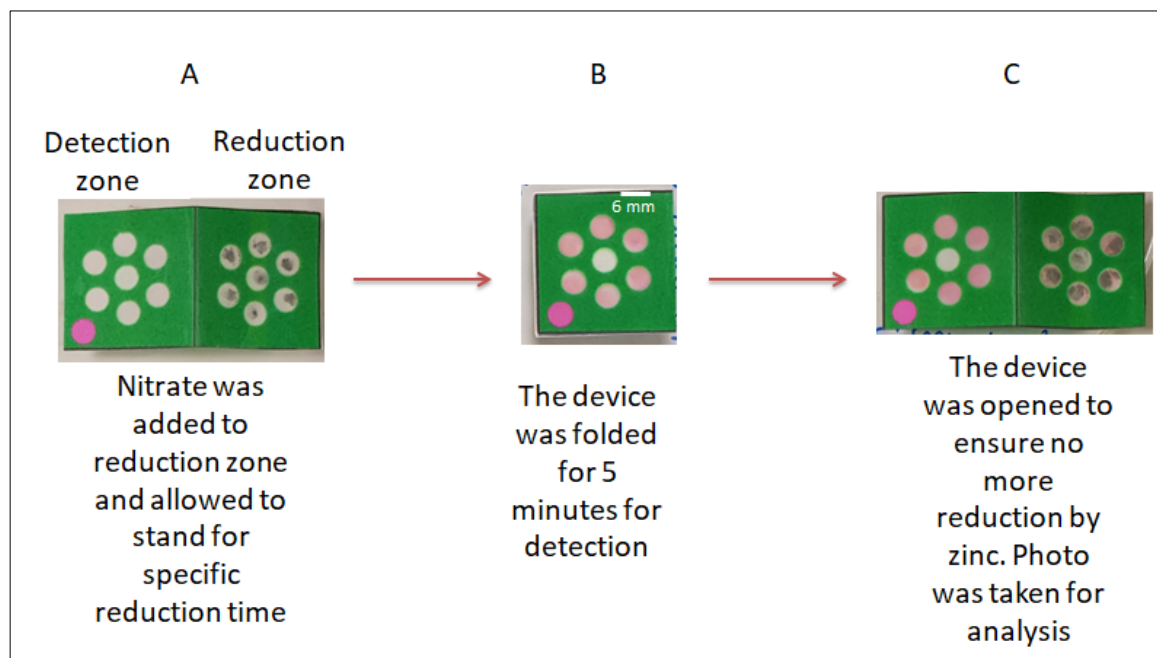 A
B
C
Detection
zone
Reduction
zone
6 mm
Nitrate was
added to
reduction zone
and allowed to
stand for
specific
reduction time
The device
was folded
for 5
minutes for
detection
The device
was opened to
ensure no
more
reduction by
zinc. Photo
was taken for
analysis